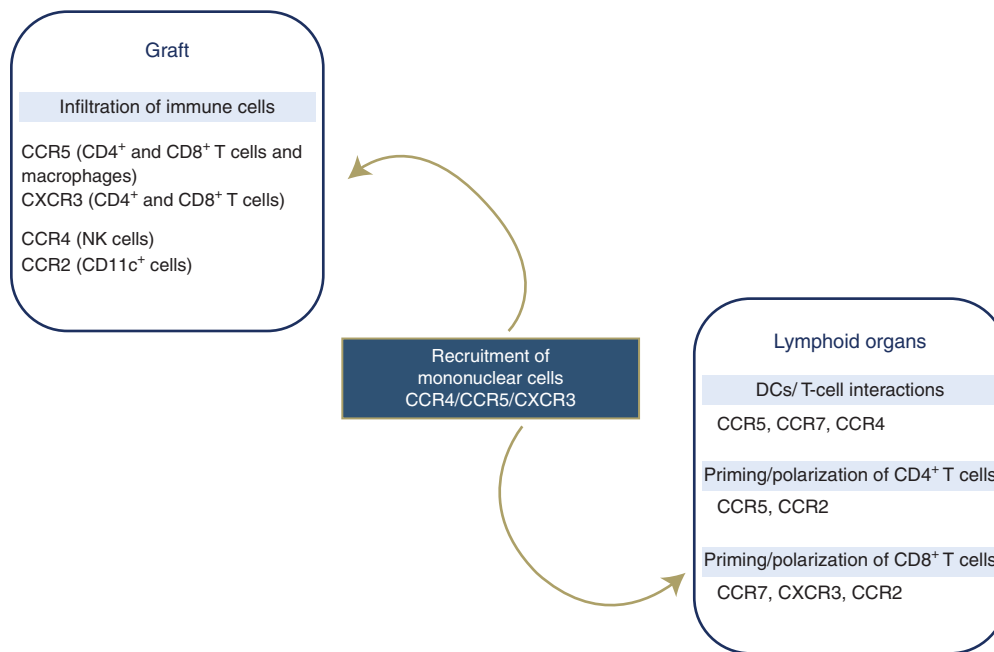 Graft
Infiltration of immune cells
CCR5 (CD4⁺ and CD8⁺ T cells and
macrophages)
CXCR3 (CD4⁺ and CD8⁺ T cells)
CCR4 (NK cells)
CCR2 (CD11c⁺ cells)
Recruitment of
mononuclear cells
CCR4/CCR5/CXCR3
Lymphoid organs
DCs/ T-cell interactions
CCR5, CCR7, CCR4
Priming/polarization of CD4⁺ T cells
CCR5, CCR2
Priming/polarization of CD8⁺ T cells
CCR7, CXCR3, CCR2